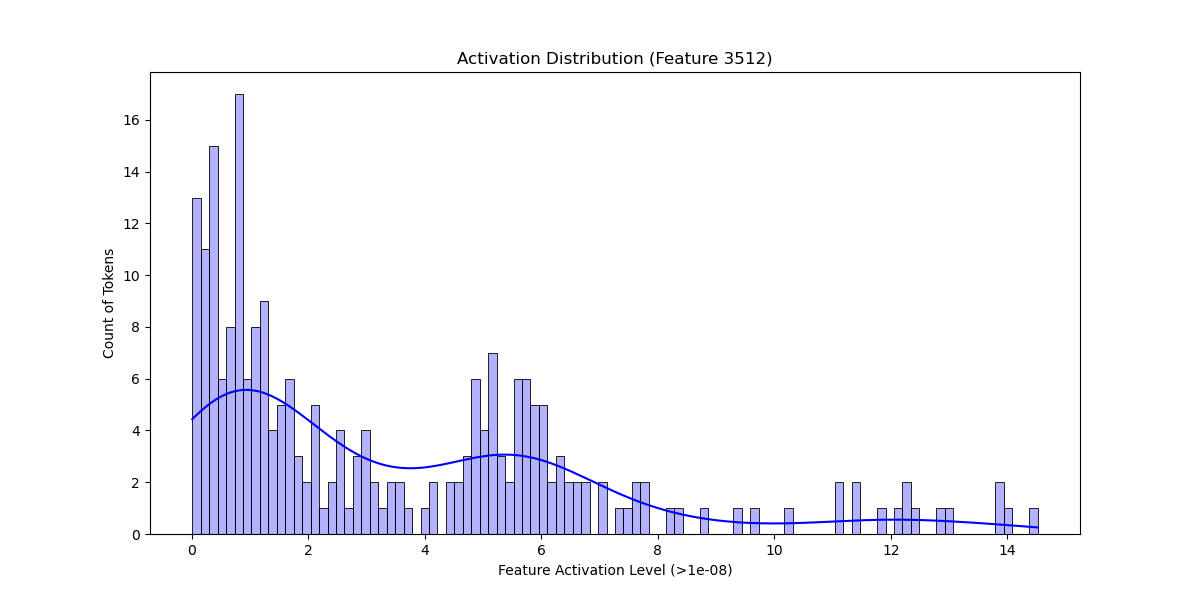 Activation Distribution (Feature 3512)
Count of Tokens
16
14
12
10
8
6
4
2
0
0 2 4 6 8 10 12 14
Feature Activation Level (>1e-08)